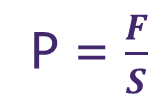 P = F/S